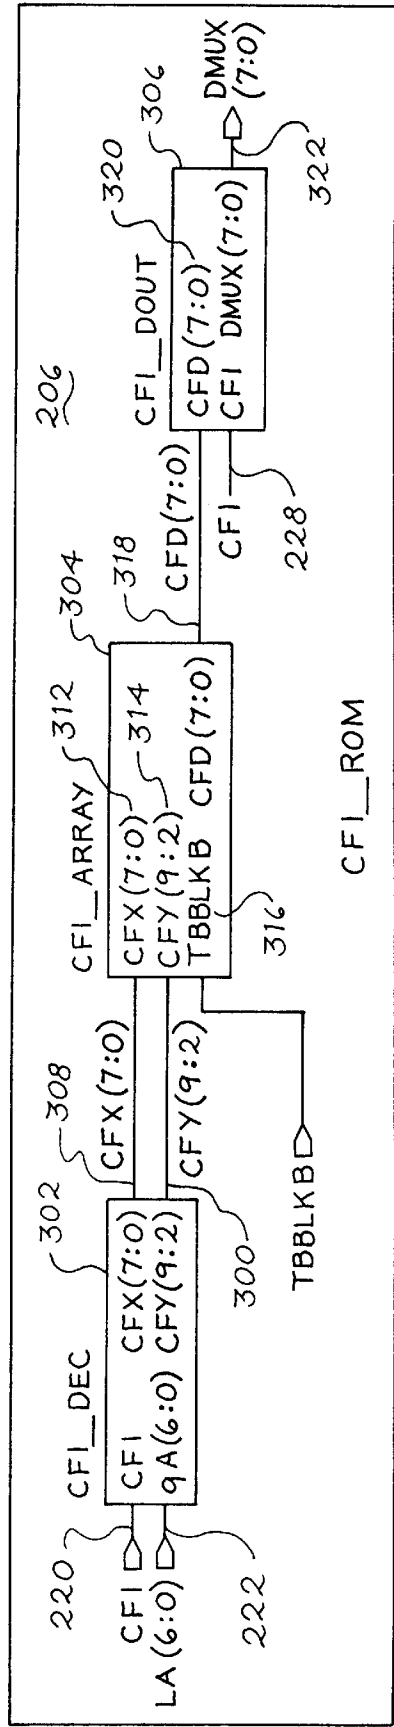 206
220
CFI
LA(6:0)
222
CFI_DEC
302
CFI CFX(7:0)
qA(6:0) CFY(9:2)
308
CFX(7:0)
CFY(9:2)
300
TBBLKB
CFI_ARRAY
304
312
CFX(7:0)
314
CFY(9:2)
TBBLKB CFD(7:0)
316
318
CFD(7:0)
CFI
228
CFI_DOUT
306
320
CFD(7:0)
CFI DMUX(7:0)
322
DMUX
(7:0)
CFI_ROM